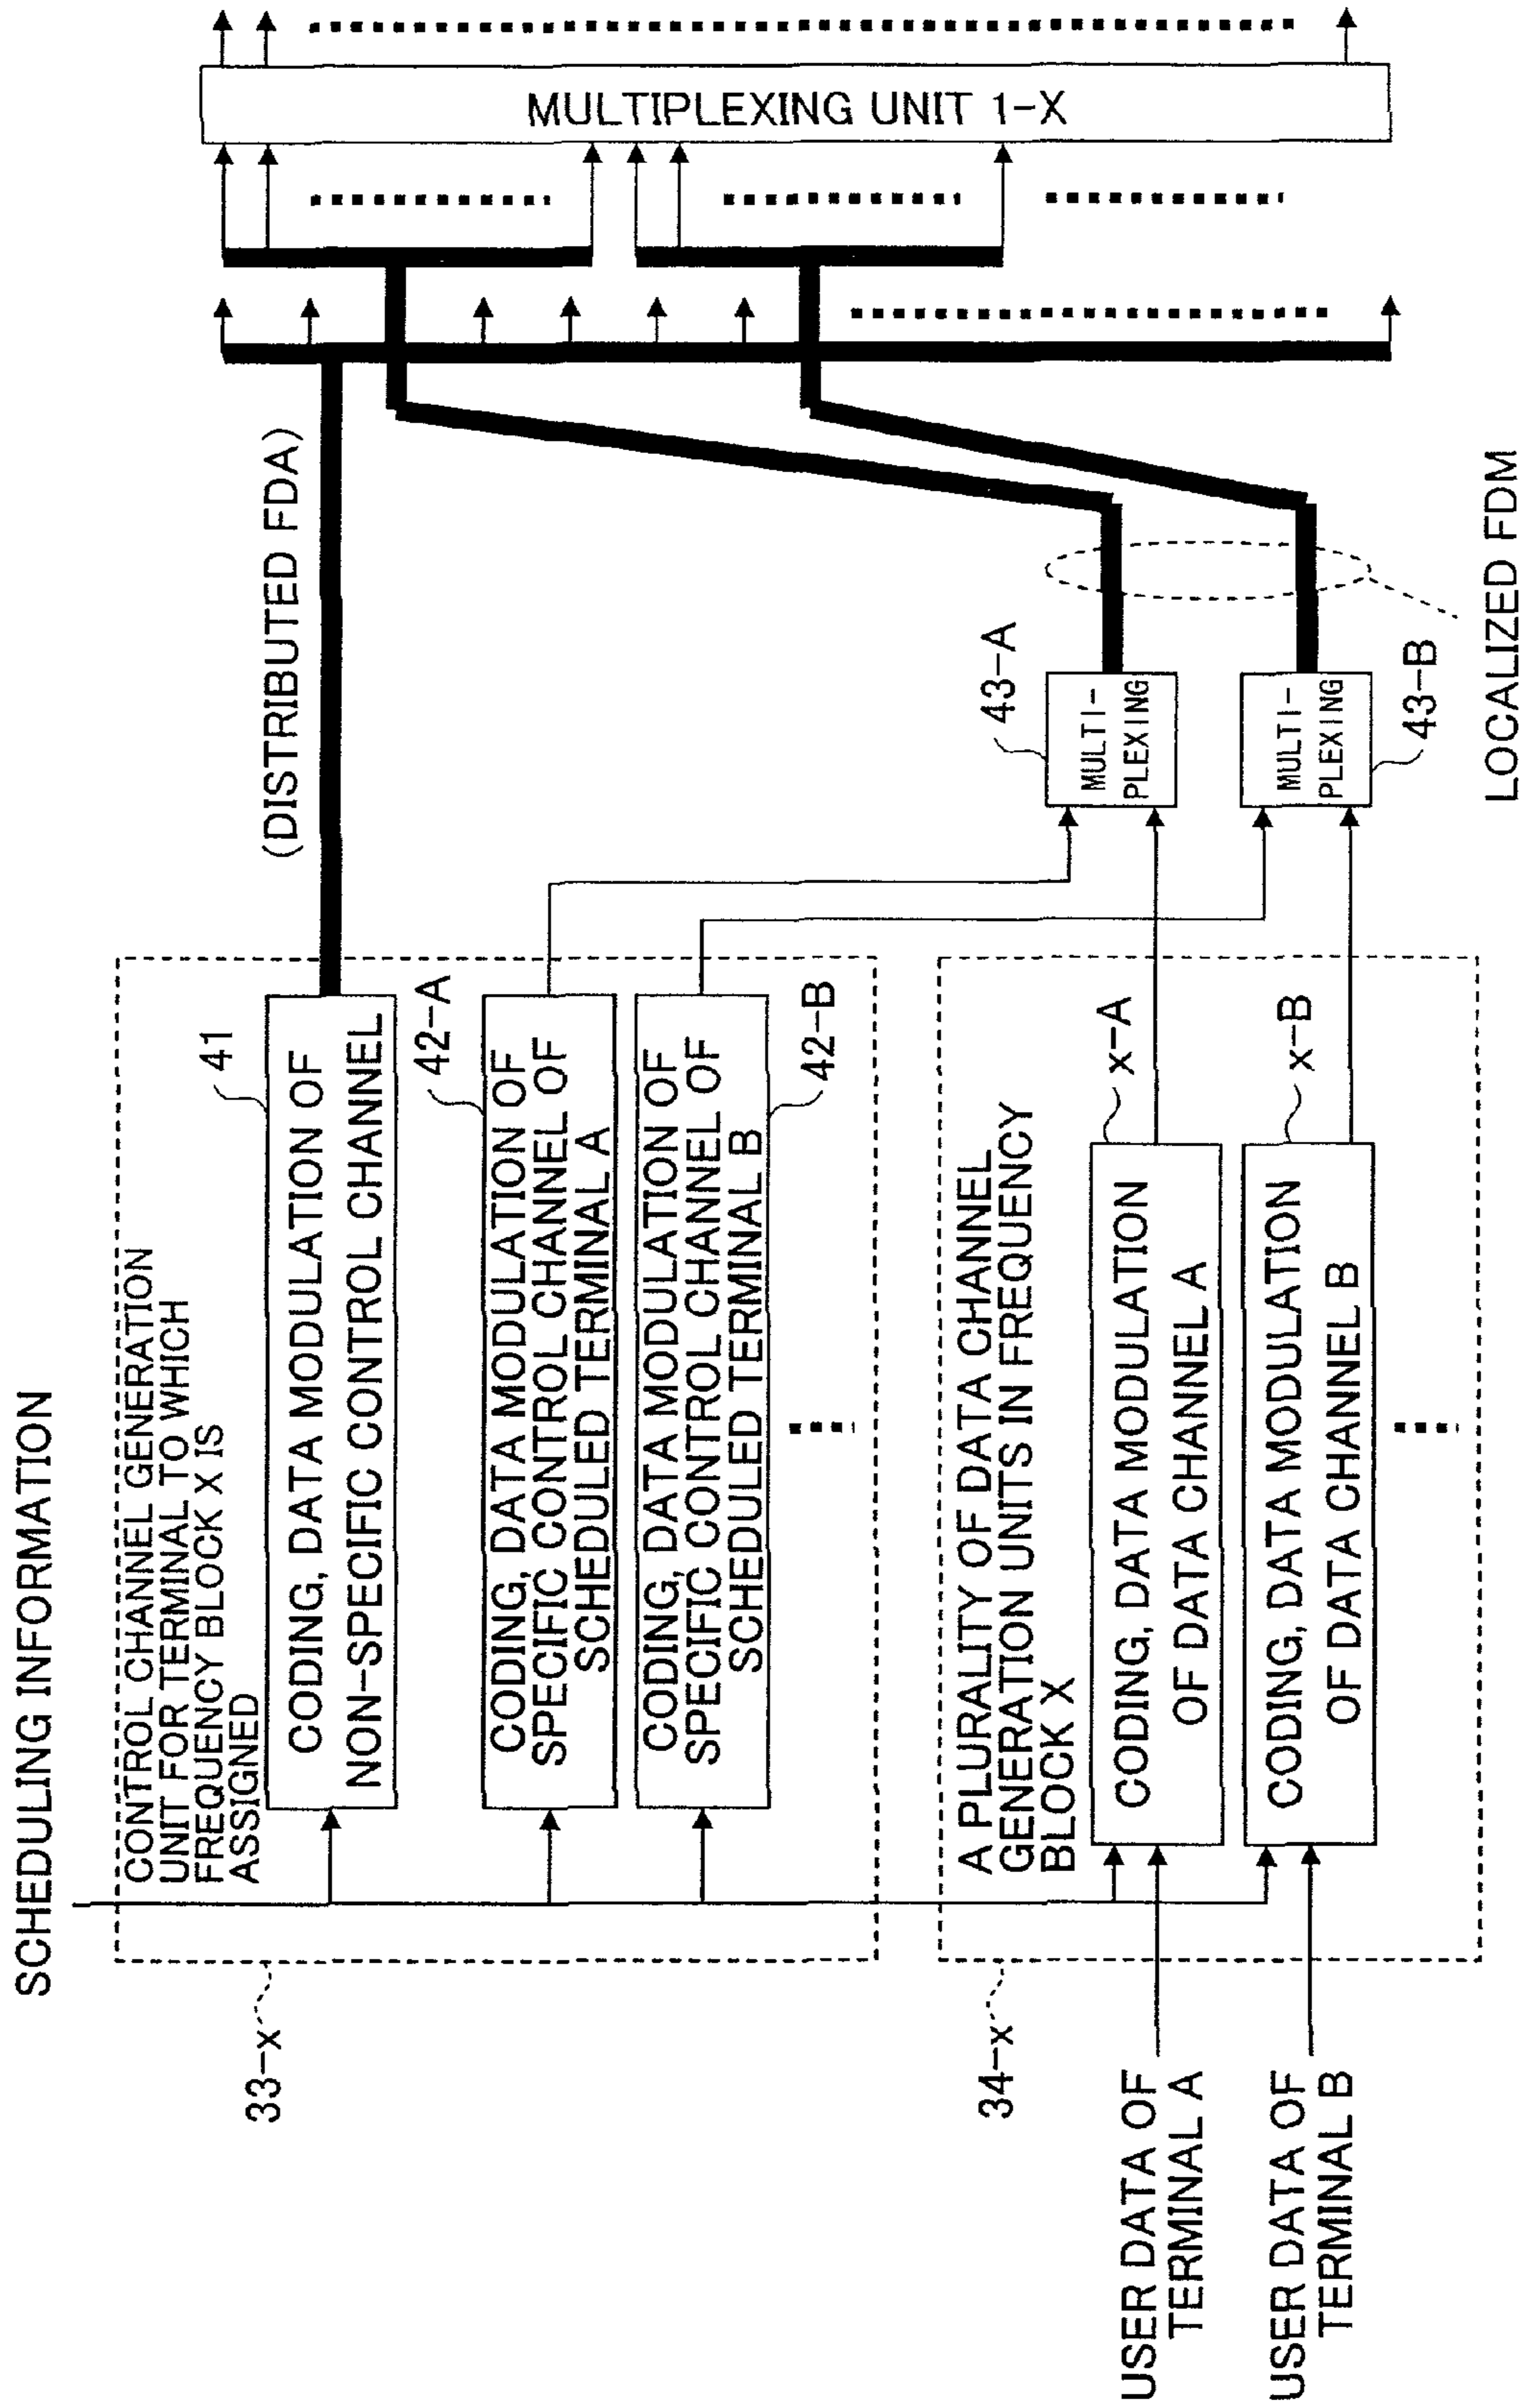 SCHEDULING INFORMATION
33-x
CONTROL CHANNEL GENERATION
UNIT FOR TERMINAL TO WHICH
FREQUENCY BLOCK X IS
ASSIGNED
41
CODING, DATA MODULATION OF
NON-SPECIFIC CONTROL CHANNEL
(DISTRIBUTED FDA)
42-A
CODING, DATA MODULATION OF
SPECIFIC CONTROL CHANNEL OF
SCHEDULED TERMINAL A
CODING, DATA MODULATION OF
SPECIFIC CONTROL CHANNEL OF
SCHEDULED TERMINAL B
42-B
34-x
A PLURALITY OF DATA CHANNEL
GENERATION UNITS IN FREQUENCY
BLOCK X
x-A
CODING, DATA MODULATION
OF DATA CHANNEL A
x-B
CODING, DATA MODULATION
OF DATA CHANNEL B
USER DATA OF
TERMINAL A
USER DATA OF
TERMINAL B
43-A
MULTI-
PLEXING
MULTI-
PLEXING
43-B
LOCALIZED FDM
MULTIPLEXING UNIT 1-X